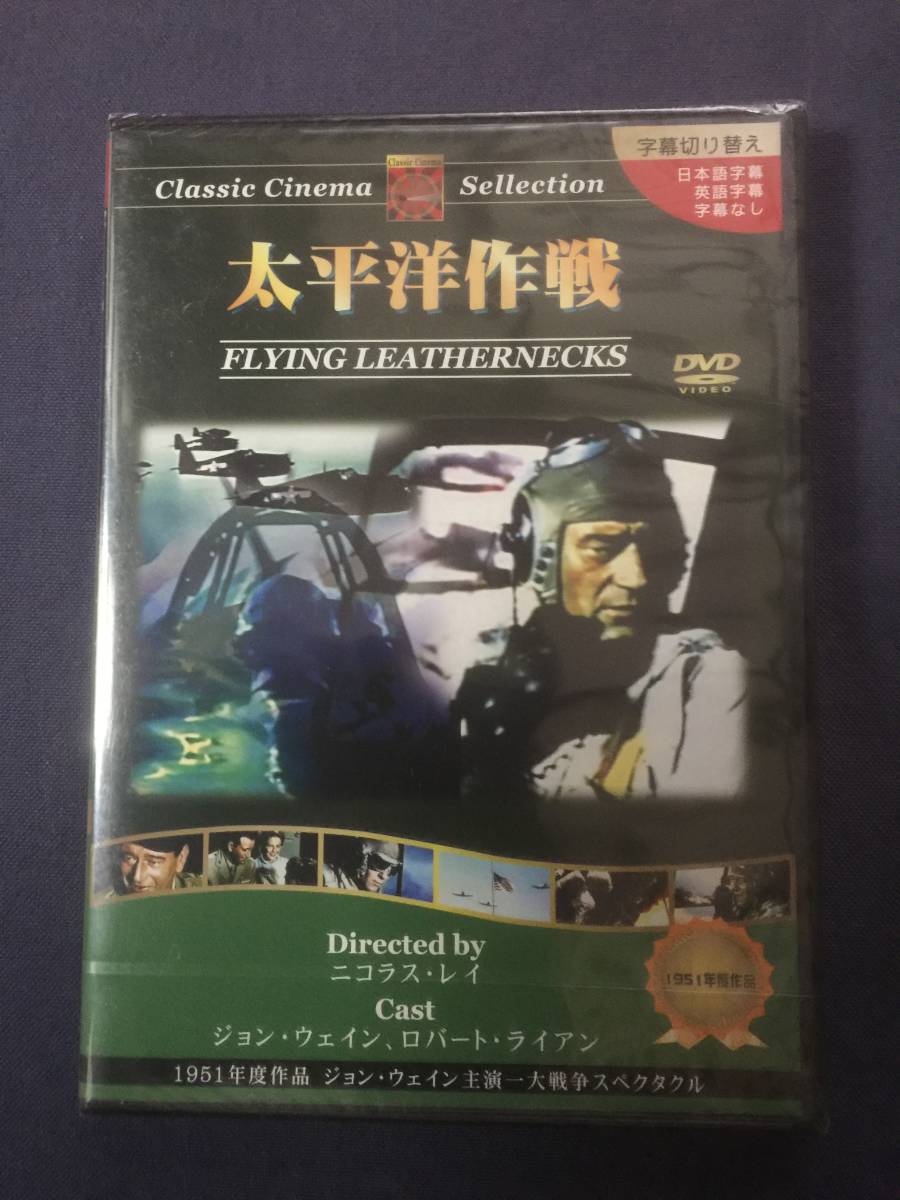 字幕切り替え
日本語字幕
英語字幕
字幕なし
Classic Cinema
Classic Cinema Sellection
太平洋作戦
FLYING LEATHERNECKS
DVD
VIDEO
Directed by
ニコラス・レイ
Cast
ジョン・ウェイン、ロバート・ライアン
1951年度作品
1951年度作品 ジョン・ウェイン主演一大戦争スペクタクル